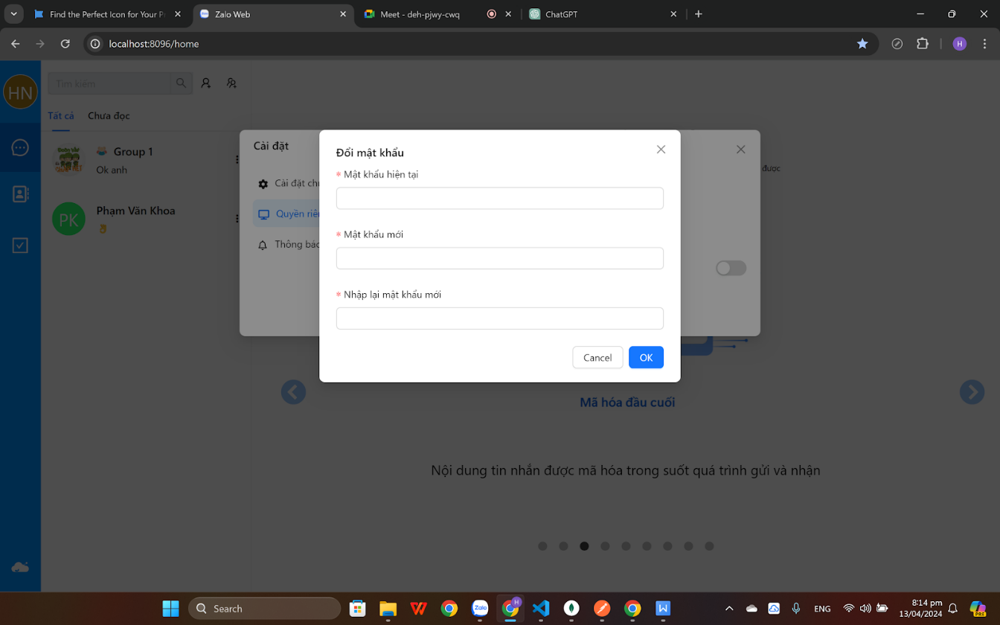 Find the Perfect Icon for Your P
Zalo Web
Meet - deh-pjwy-cwq
ChatGPT
localhost:8096/home
H
HN
Tìm kiếm
Tất cả
Chưa đọc
Group 1
Ok anh
PK
Phạm Văn Khoa
Cài đặt
Cài đặt chu
Quyền riên
Thông báo
được
Đổi mật khẩu
* Mật khẩu hiện tại
* Mật khẩu mới
* Nhập lại mật khẩu mới
Cancel
OK
Mã hóa đầu cuối
Nội dung tin nhắn được mã hóa trong suốt quá trình gửi và nhận
Search
Zalo
H
W
ENG
8:14 pm
13/04/2024
PRE